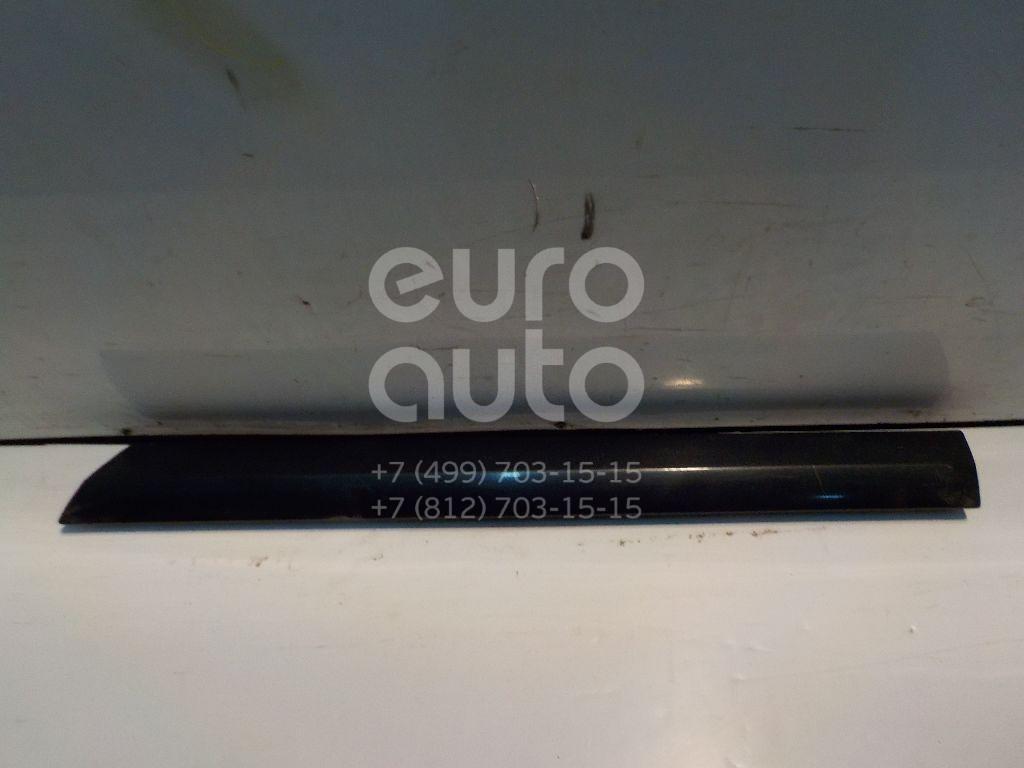 euro
auto
+7 (499) 703-15-15
+7 (812) 703-15-15